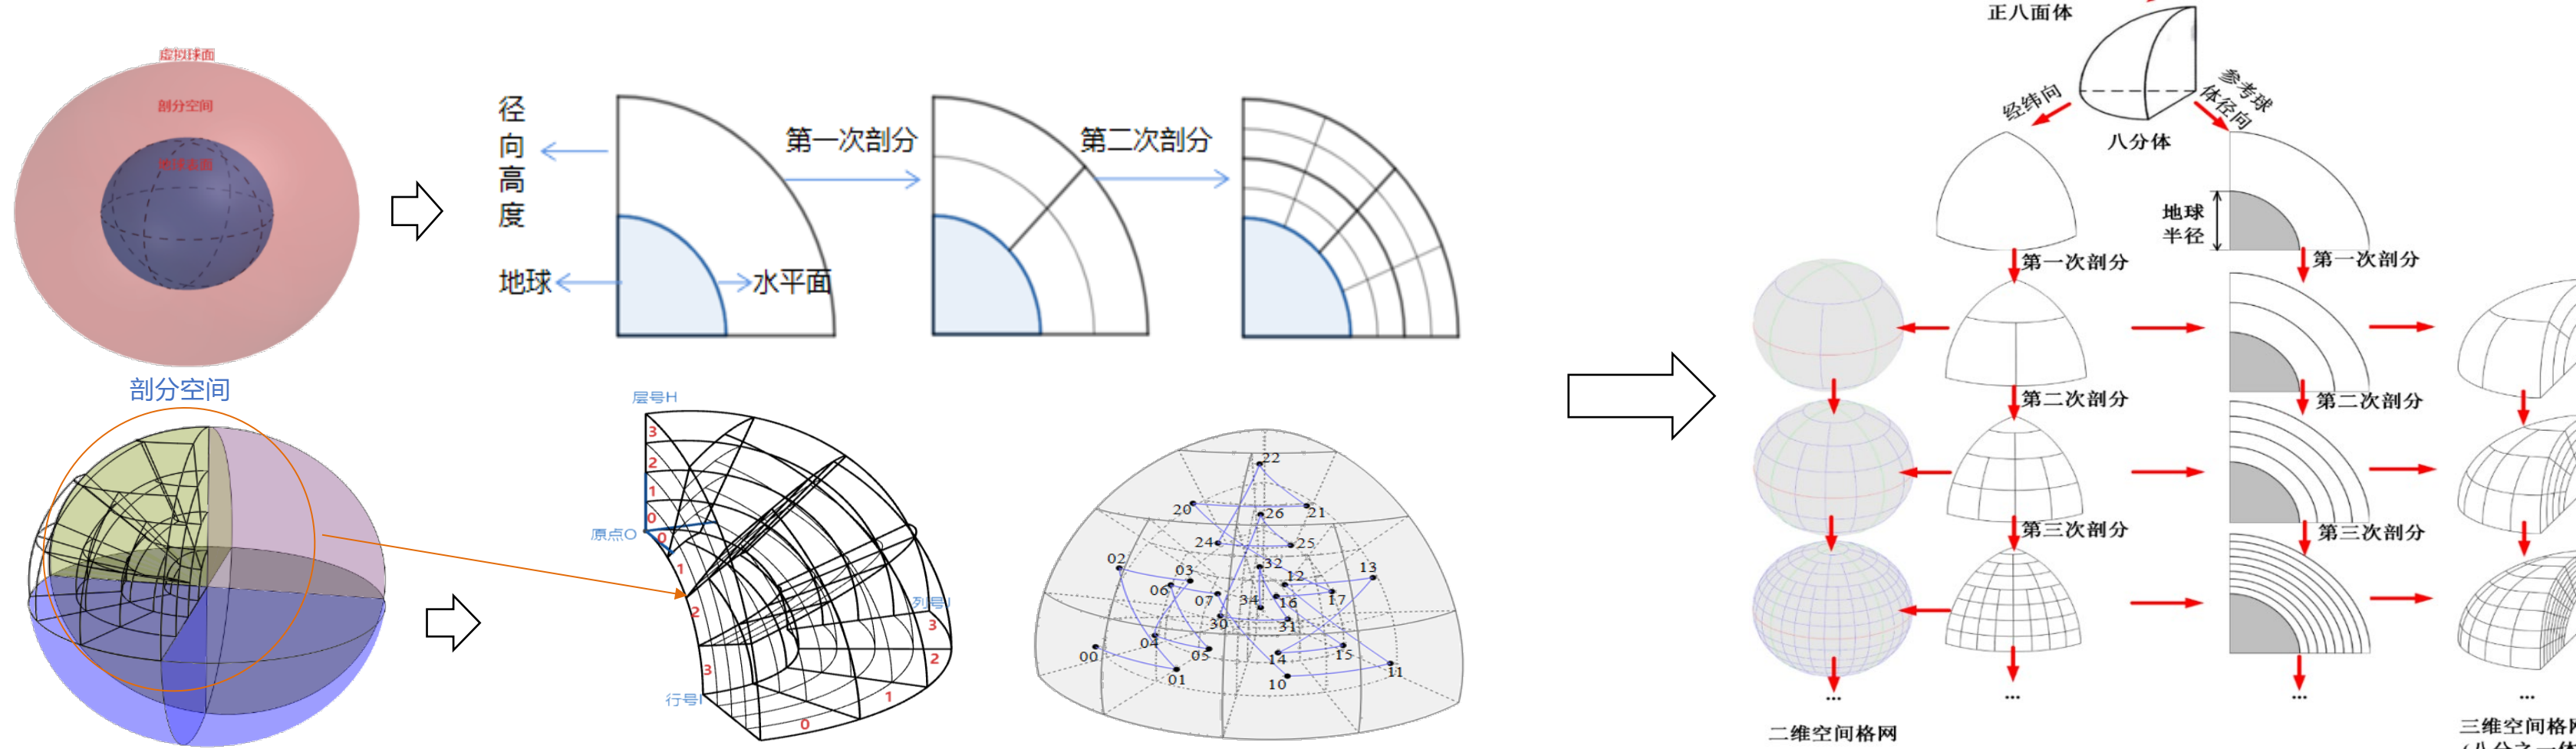 虚拟球面
剖分空间
地球表面
剖分空间
径向高度
地球
水平面
第一次剖分
第二次剖分
层号H
3
2
1
0
原点O
0
1
2
3
行号I
0
1
2
3
列号J
22
20
21
26
24
25
02
03
32
12
13
06
07
34
16
17
30
31
04
05
00
01
14
15
10
11
正八面体
八分体
经纬向
参考球
体径向
地球
半径
第一次剖分
第一次剖分
第二次剖分
第二次剖分
第三次剖分
第三次剖分
...
...
...
...
二维空间格网
三维空间格